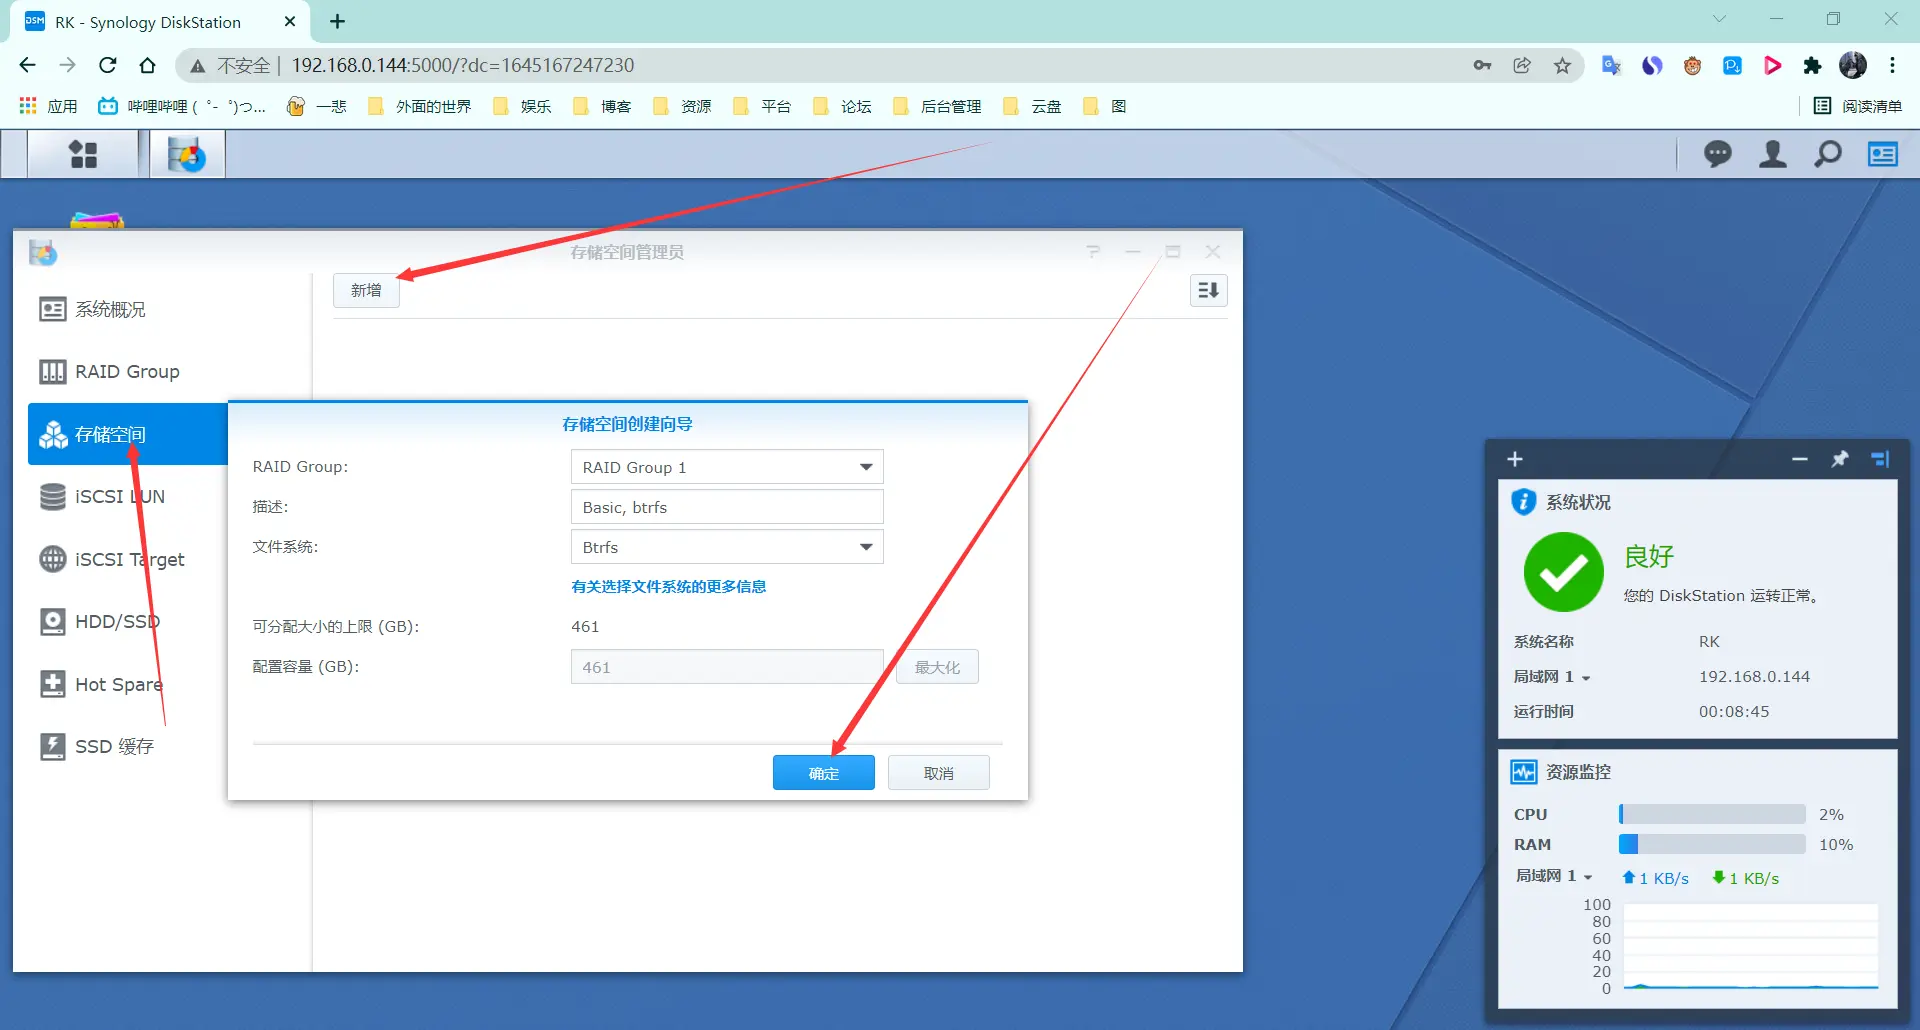 RK - Synology DiskStation
不安全 | 192.168.0.144:5000/?dc=1645167247230
应用
哔哩哔哩 ( ゜- ゜)つ...
一悲
外面的世界
娱乐
博客
资源
平台
论坛
后台管理
云盘
图
阅读清单
存储空间管理员
新增
系统概况
RAID Group
存储空间
iSCSI LUN
iSCSI Target
HDD/SSD
Hot Spare
SSD 缓存
存储空间创建向导
RAID Group:
RAID Group 1
描述:
Basic, btrfs
文件系统:
Btrfs
有关选择文件系统的更多信息
可分配大小的上限 (GB):
461
配置容量 (GB):
461
最大化
确定
取消
系统状况
良好
您的 DiskStation 运转正常。
系统名称
RK
局域网 1
192.168.0.144
运行时间
00:08:45
资源监控
CPU
2%
RAM
10%
局域网 1
1 KB/s
1 KB/s
100
80
60
40
20
0